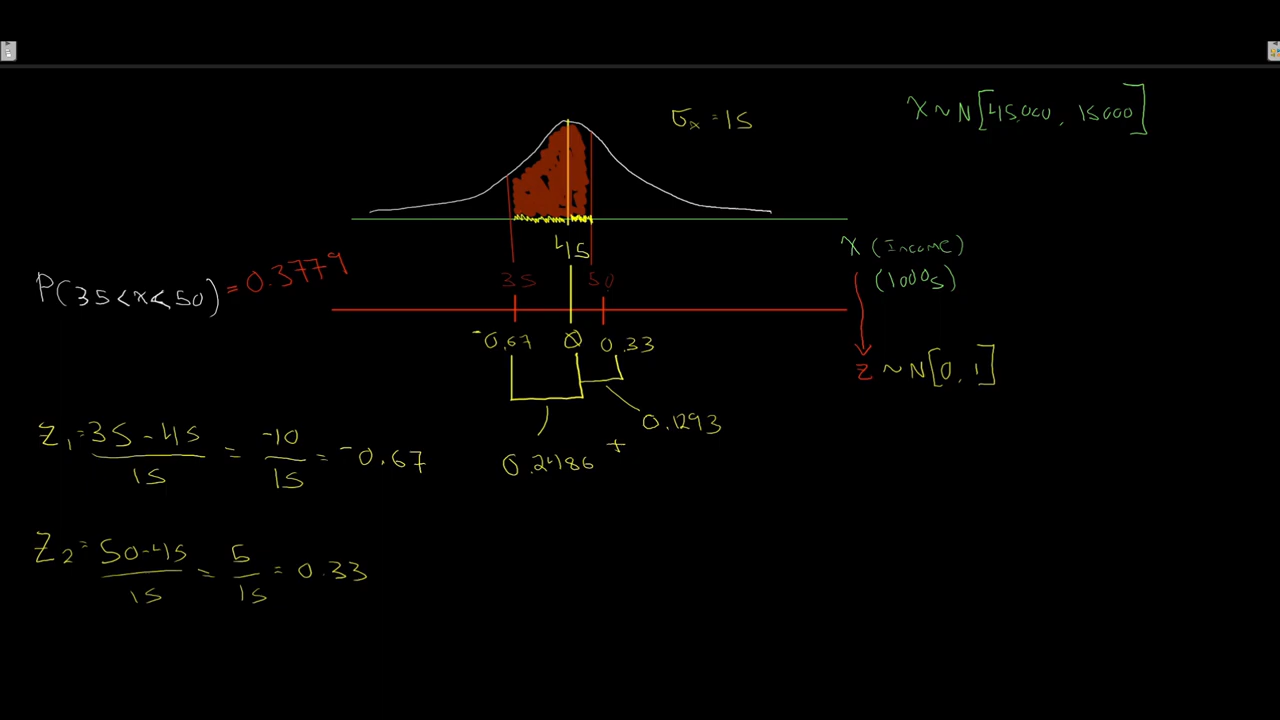 σx = 15
X ~ N[45,000, 15000]
45
X (Income)
(1000s)
35
50
P(35<x<50) = 0.3779
-0.67
0
0.33
Z ~ N[0, 1]
0.1293
+
0.2486
Z1 = 35 - 45 / 15 = -10 / 15 = -0.67
Z2 = 50 - 45 / 15 = 5 / 15 = 0.33